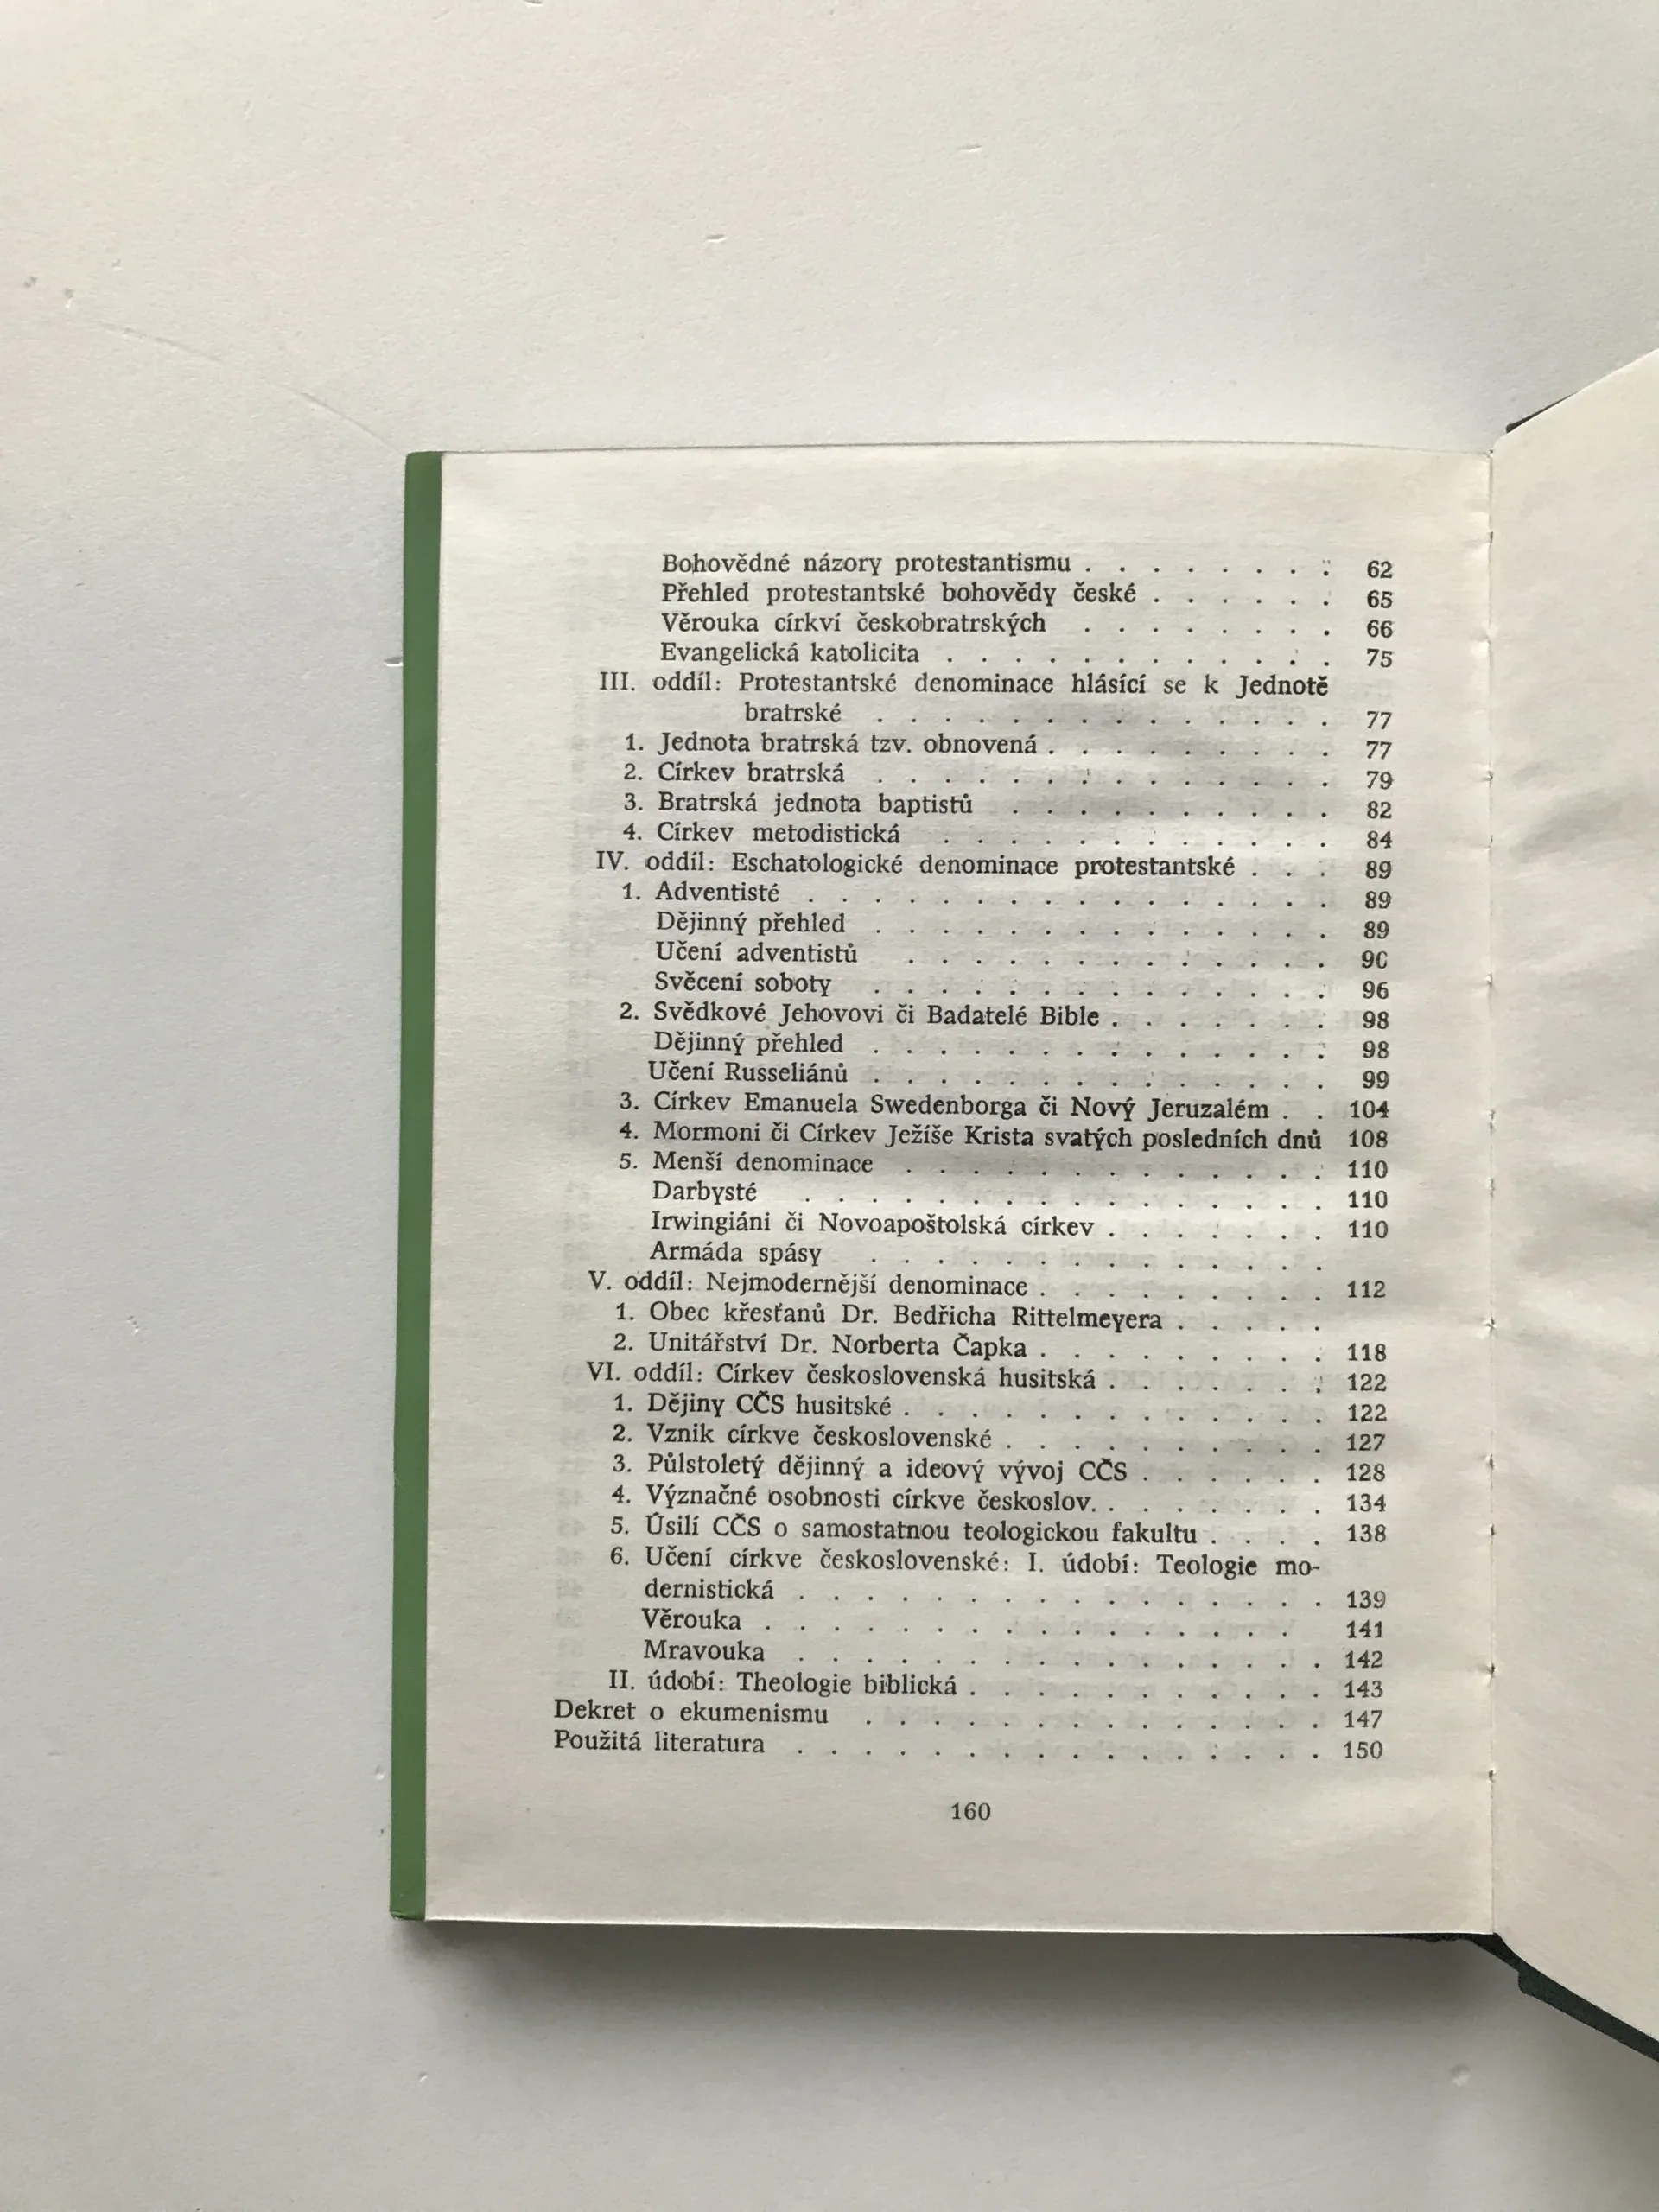 Bohovědné názory protestantismu . . . . . . . . 62
Přehled protestantské bohovědy české . . . . . . 65
Věrouka církví českobratrských . . . . . . . . 66
Evangelická katolicita . . . . . . . . . . . . 75
III. oddíl: Protestantské denominace hlásící se k Jednotě
bratrské . . . . . . . . . . . . . . 77
1. Jednota bratrská tzv. obnovená . . . . . . . . . 77
2. Církev bratrská . . . . . . . . . . . . . . 79
3. Bratrská jednota baptistů . . . . . . . . . . 82
4. Církev metodistická . . . . . . . . . . . . 84
IV. oddíl: Eschatologické denominace protestantské . . . 89
1. Adventisté . . . . . . . . . . . . . . . . 89
Dějinný přehled . . . . . . . . . . . . . . 89
Učení adventistů . . . . . . . . . . . . . 90
Svěcení soboty . . . . . . . . . . . . . . 96
2. Svědkové Jehovovi či Badatelé Bible . . . . . . . 98
Dějinný přehled . . . . . . . . . . . . . . 98
Učení Russeliánů . . . . . . . . . . . . . . 99
3. Církev Emanuela Swedenborga či Nový Jeruzalém . . 104
4. Mormoni či Církev Ježíše Krista svatých posledních dnů 108
5. Menší denominace . . . . . . . . . . . . . 110
Darbysté . . . . . . . . . . . . . . . . 110
Irwingiáni či Novoapoštolská církev . . . . . . . 110
Armáda spásy . . . . . . . . . . . . . .
V. oddíl: Nejmodernější denominace . . . . . . . . . 112
1. Obec křesťanů Dr. Bedřicha Rittelmeyera . . . . .
2. Unitářství Dr. Norberta Čapka . . . . . . . . . 118
VI. oddíl: Církev československá husitská . . . . . . . 122
1. Dějiny CČS husitské . . . . . . . . . . . . . 122
2. Vznik církve československé . . . . . . . . . . 127
3. Půlstoletý dějinný a ideový vývoj CČS . . . . . . 128
4. Význačné osobnosti církve českoslov. . . . . . . . 134
5. Úsilí CČS o samostatnou teologickou fakultu . . . . 138
6. Učení církve československé: I. údobí: Teologie mo-
dernistická . . . . . . . . . . . . . . . . 139
Věrouka . . . . . . . . . . . . . . . . 141
Mravouka . . . . . . . . . . . . . . . . 142
II. údobí: Theologie biblická . . . . . . . . . . . 143
Dekret o ekumenismu . . . . . . . . . . . . . . 147
Použitá literatura . . . . . . . . . . . . . . . . 150
160